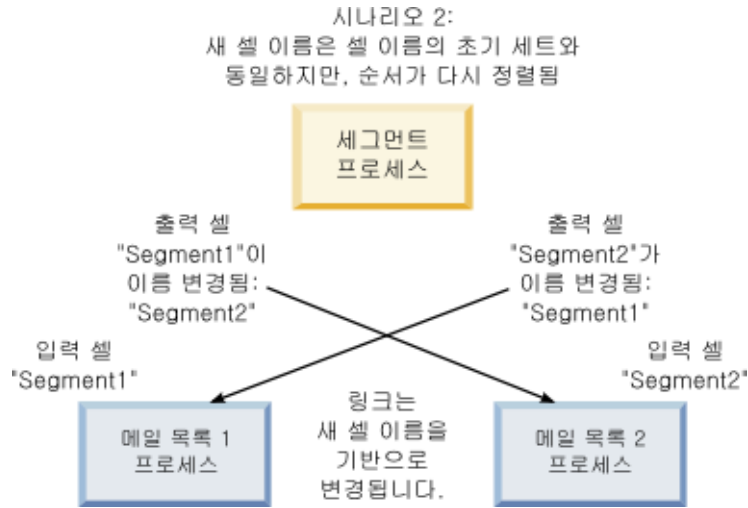 시나리오 2:
새 셀 이름은 셀 이름의 초기 세트와
동일하지만, 순서가 다시 정렬됨
세그먼트
프로세스
출력 셀
"Segment1"이
이름 변경됨:
"Segment2"
출력 셀
"Segment2"가
이름 변경됨:
"Segment1"
입력 셀
"Segment1"
입력 셀
"Segment2"
메일 목록 1
프로세스
링크는
새 셀 이름을
기반으로
변경됩니다.
메일 목록 2
프로세스